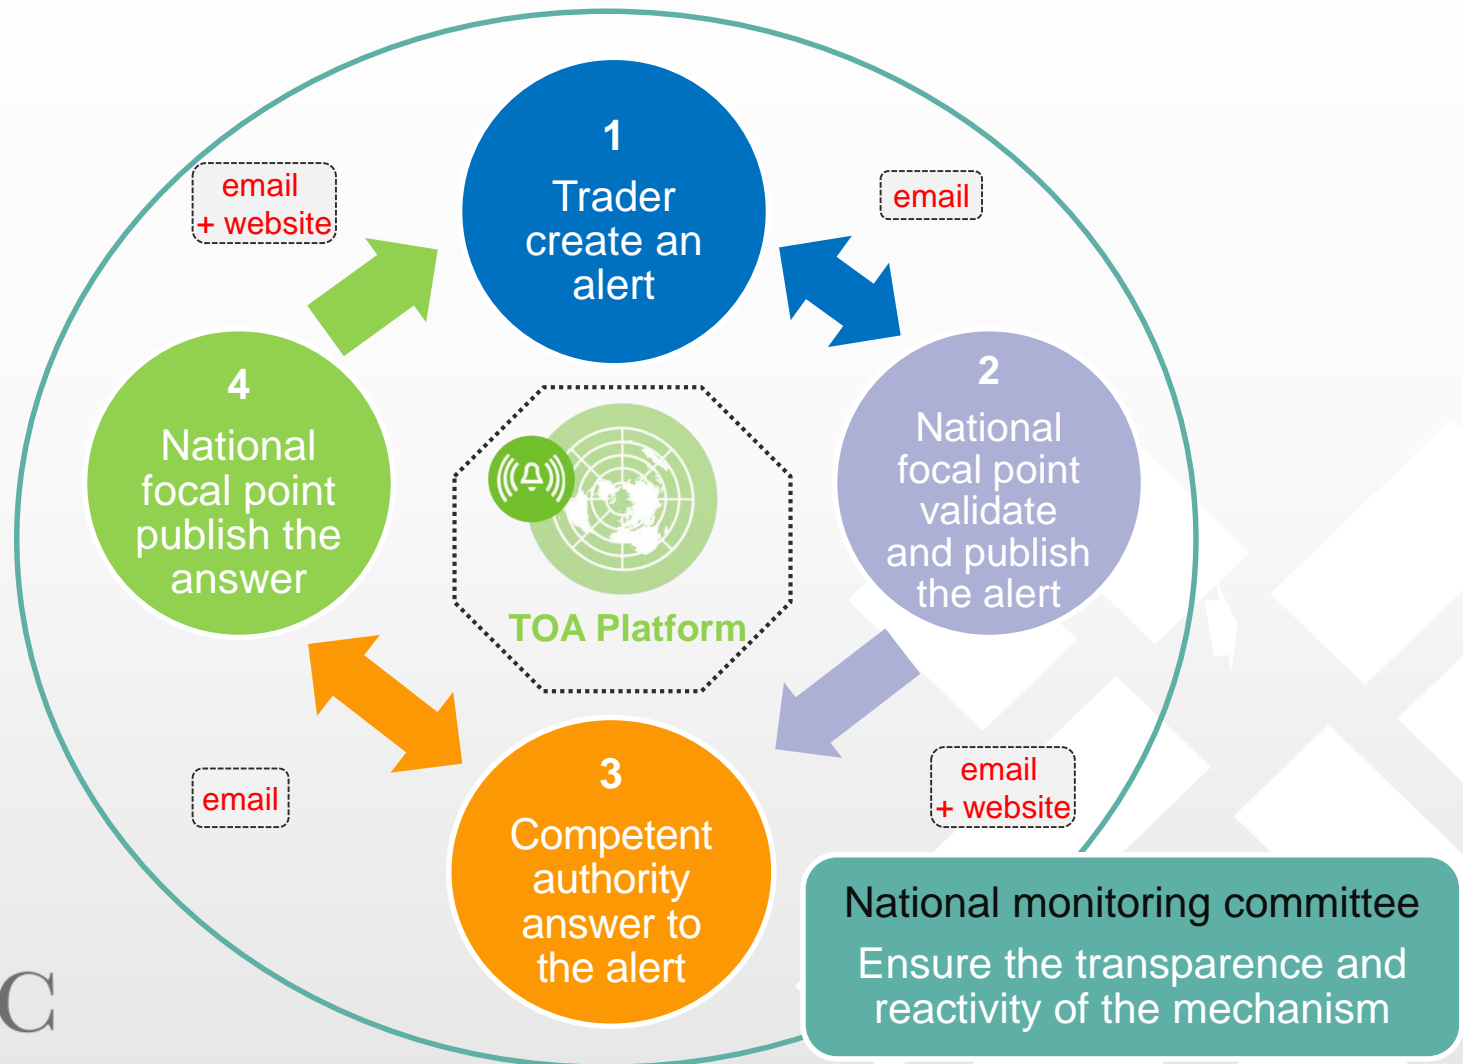 1
Trader
create an
alert
email
+ website
email
2
National
focal point
validate
and publish
the alert
4
National
focal point
publish the
answer
TOA Platform
3
Competent
authority
answer to
the alert
email
email
+ website
National monitoring committee
Ensure the transparence and
reactivity of the mechanism
C